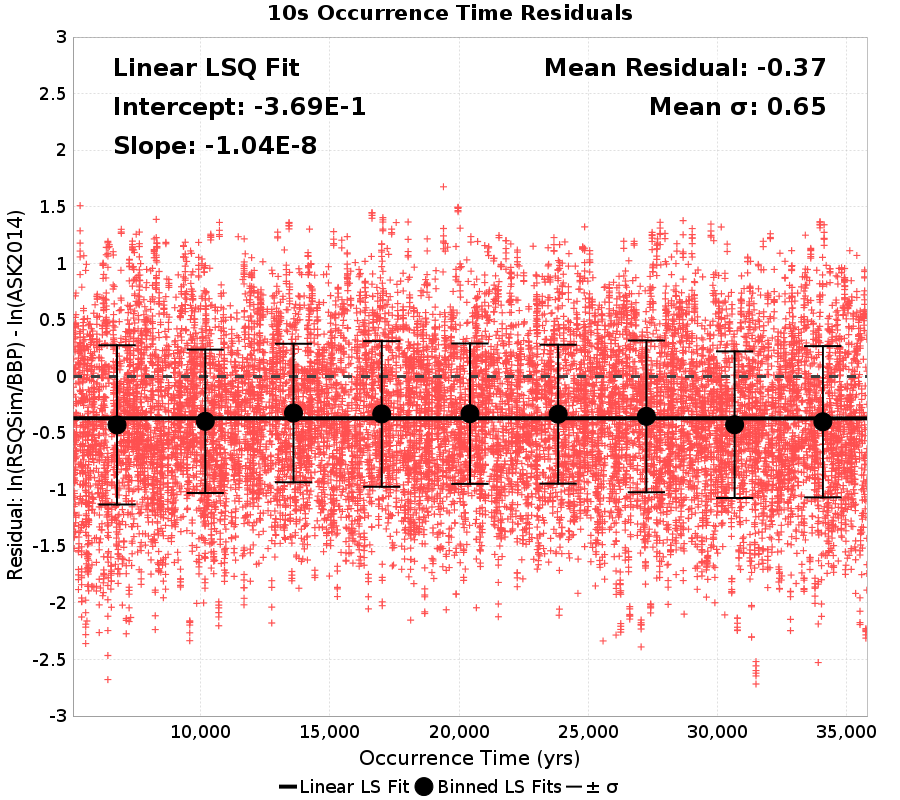 10s Occurrence Time Residuals
Linear LSQ Fit
Intercept: -3.69E-1
Slope: -1.04E-8
Mean Residual: -0.37
Mean σ: 0.65
Residual: ln(RSQSim/BBP) - ln(ASK2014)
3
2.5
2
1.5
1
0.5
0
-0.5
-1
-1.5
-2
-2.5
-3
10,000 15,000 20,000 25,000 30,000 35,000
Occurrence Time (yrs)
Linear LS Fit Binned LS Fits ± σ